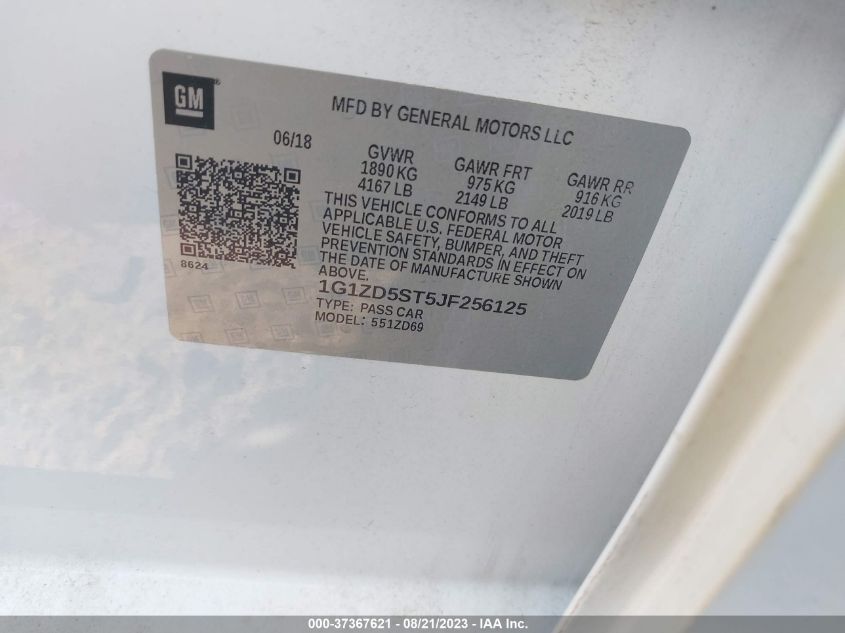 GM
MFD BY GENERAL MOTORS LLC
06/18
GVWR
1890 KG
4167 LB
GAWR FRT
975 KG
2149 LB
GAWR RR
916 KG
2019 LB
THIS VEHICLE CONFORMS TO ALL
APPLICABLE U.S. FEDERAL MOTOR
VEHICLE SAFETY, BUMPER, AND THEFT
PREVENTION STANDARDS IN EFFECT ON
THE DATE OF MANUFACTURE SHOWN
ABOVE.
8624
1G1ZD5ST5JF256125
TYPE: PASS CAR
MODEL: 551ZD69
000-37367621 - 08/21/2023 - IAA Inc.